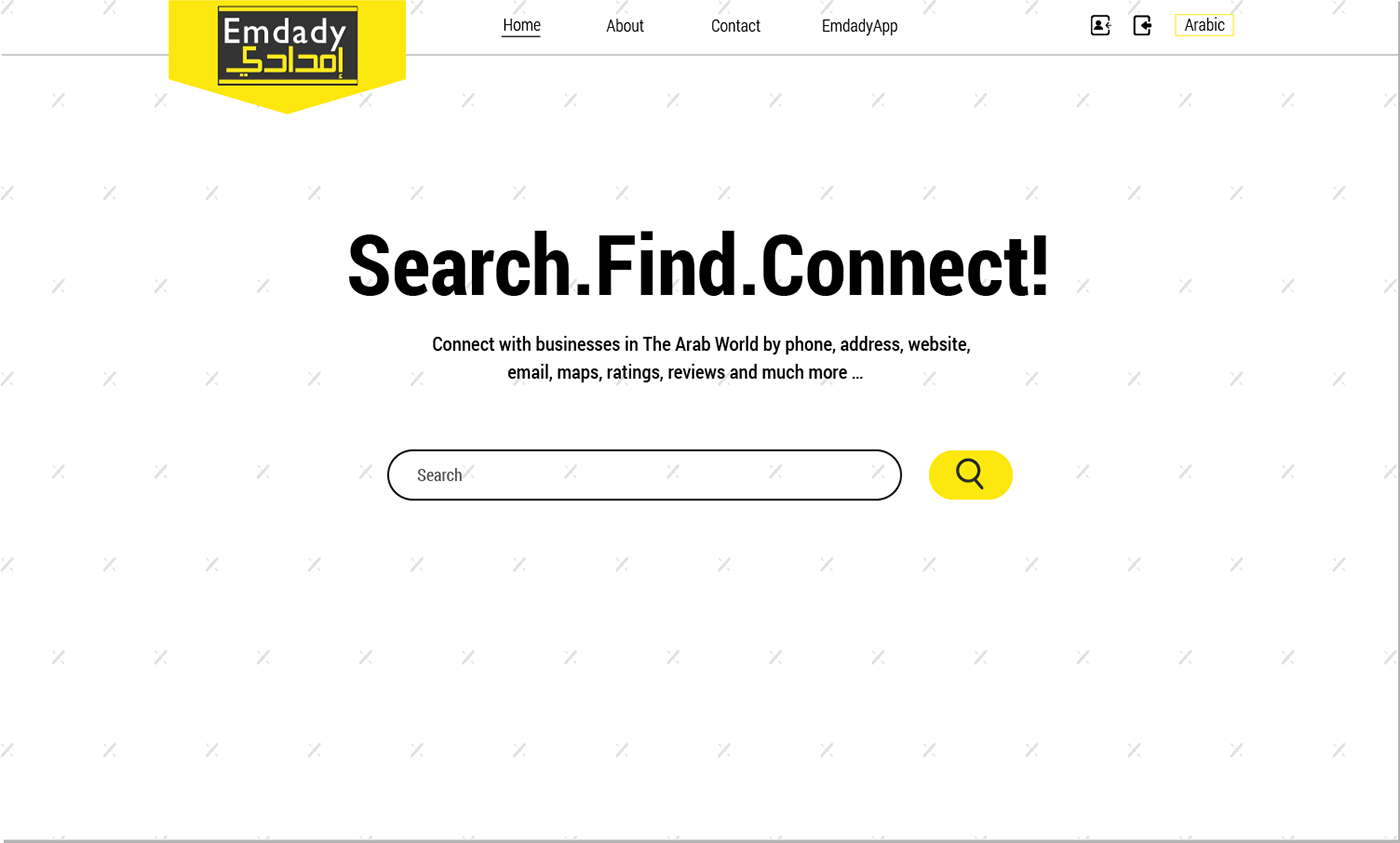 Emdady
إمدادي
Home
About
Contact
EmdadyApp
Arabic
Search.Find.Connect!
Connect with businesses in The Arab World by phone, address, website,
email, maps, ratings, reviews and much more ...
Search